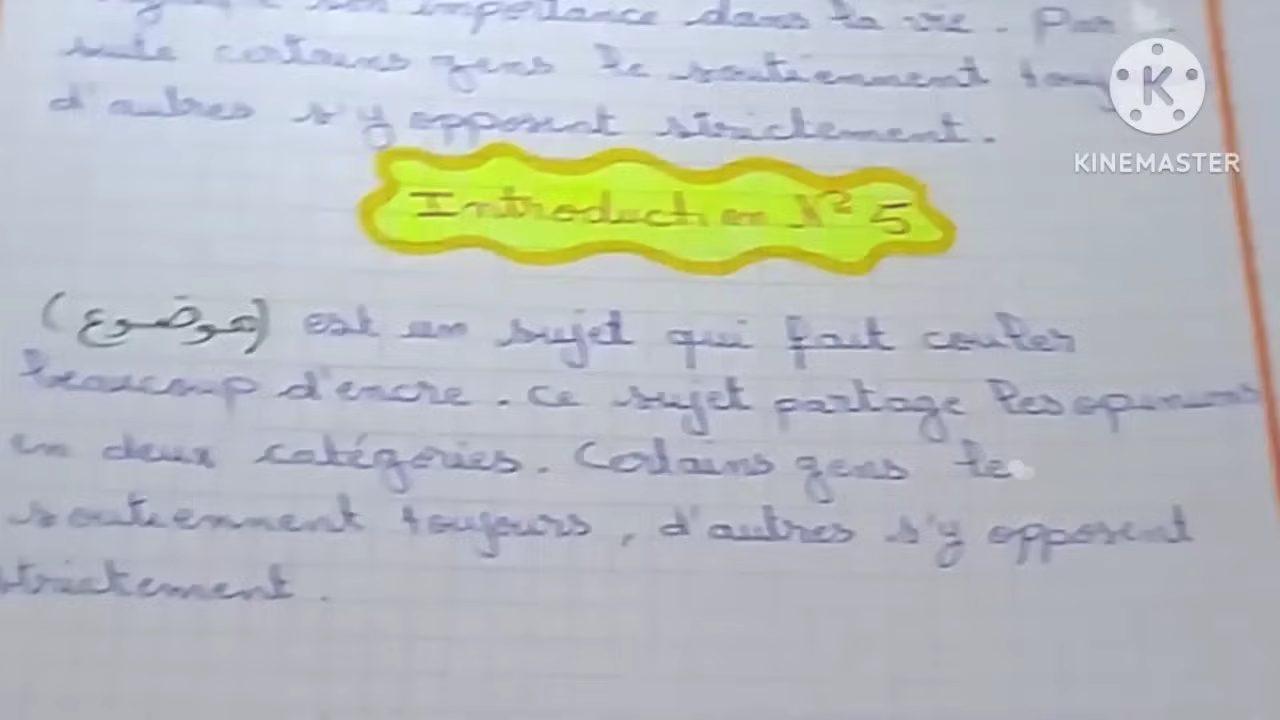 son importance dans la vie. Par
suite certains gens le soutiennent touj
d'autres s'y opposent strictement.
KINEMASTER
Introduction N° 5
(موضوع) est un sujet qui fait couler
beaucoup d'encre. Ce sujet partage les opinions
en deux catégories. Certains gens le
soutiennent toujours, d'autres s'y opposent
strictement.